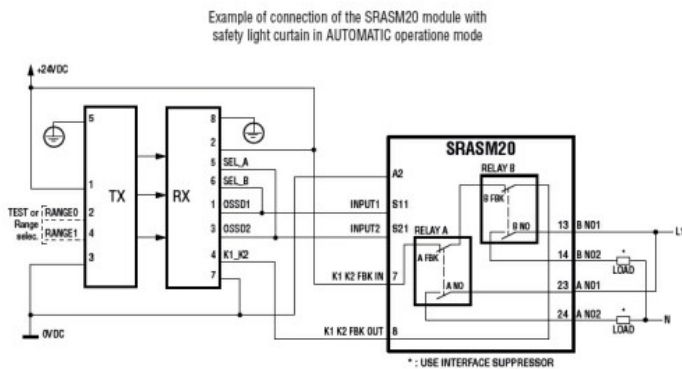 Example of connection of the SRASM20 module with
safety light curtain in AUTOMATIC operatione mode
+24VDC
5
1
2
4
3
TX
TEST or
Range
selec.
RANGE0
RANGE1
0VDC
RX
8
2
5
6
1
3
4
7
SEL_A
SEL_B
OSSD1
OSSD2
K1_K2
SRASM20
A2
INPUT1 S11
INPUT2 S21
K1 K2 FBK IN 7
K1 K2 FBK OUT 8
RELAY B
B FBK
B NO
RELAY A
A FBK
A NO
13 B NO1
14 B NO2
23 A NO1
24 A NO2
*
LOAD
*
LOAD
N
* : USE INTERFACE SUPPRESSOR